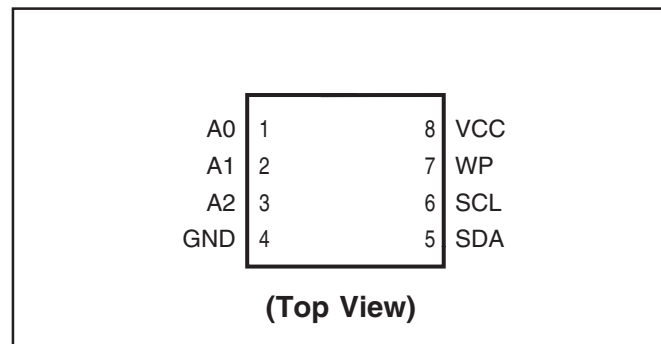 A0 1 8 VCC
A1 2 7 WP
A2 3 6 SCL
GND 4 5 SDA
(Top View)